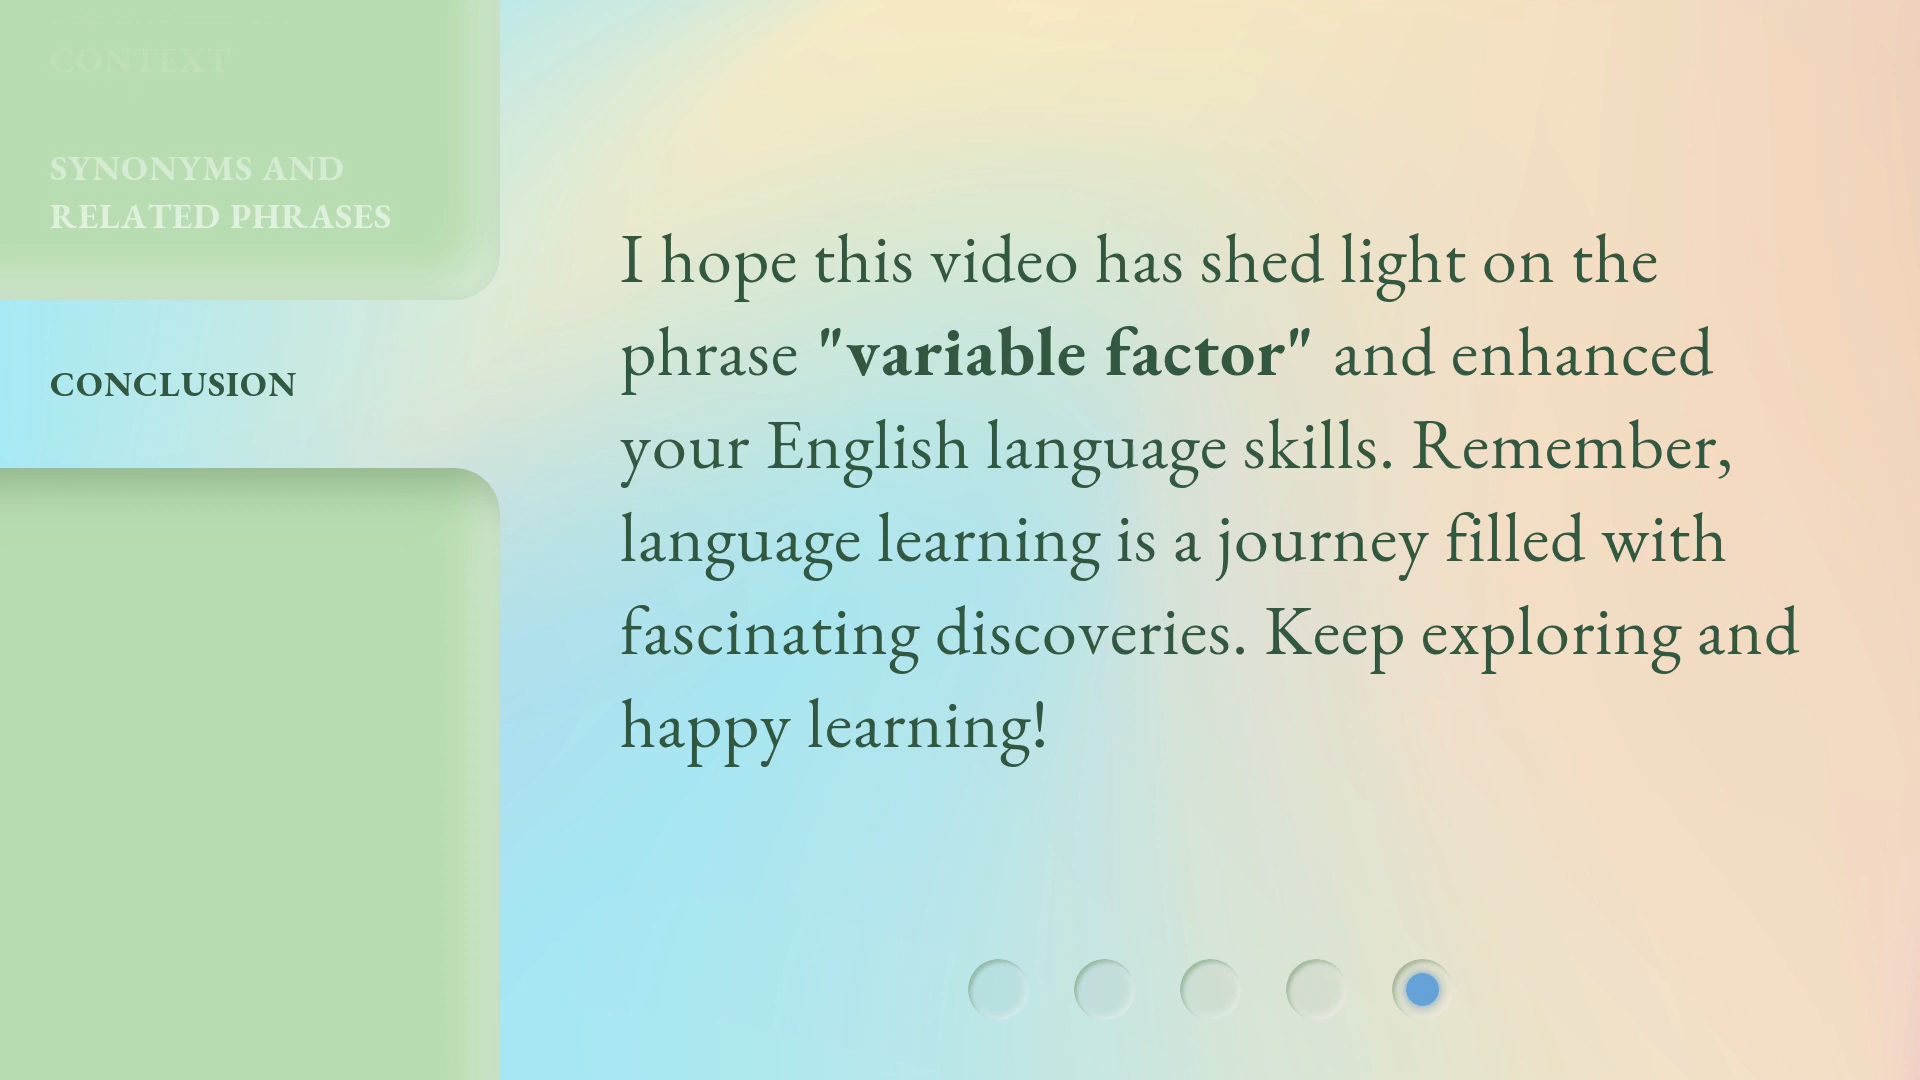 CONTEXT
SYNONYMS AND
RELATED PHRASES
CONCLUSION
I hope this video has shed light on the
phrase "variable factor" and enhanced
your English language skills. Remember,
language learning is a journey filled with
fascinating discoveries. Keep exploring and
happy learning!